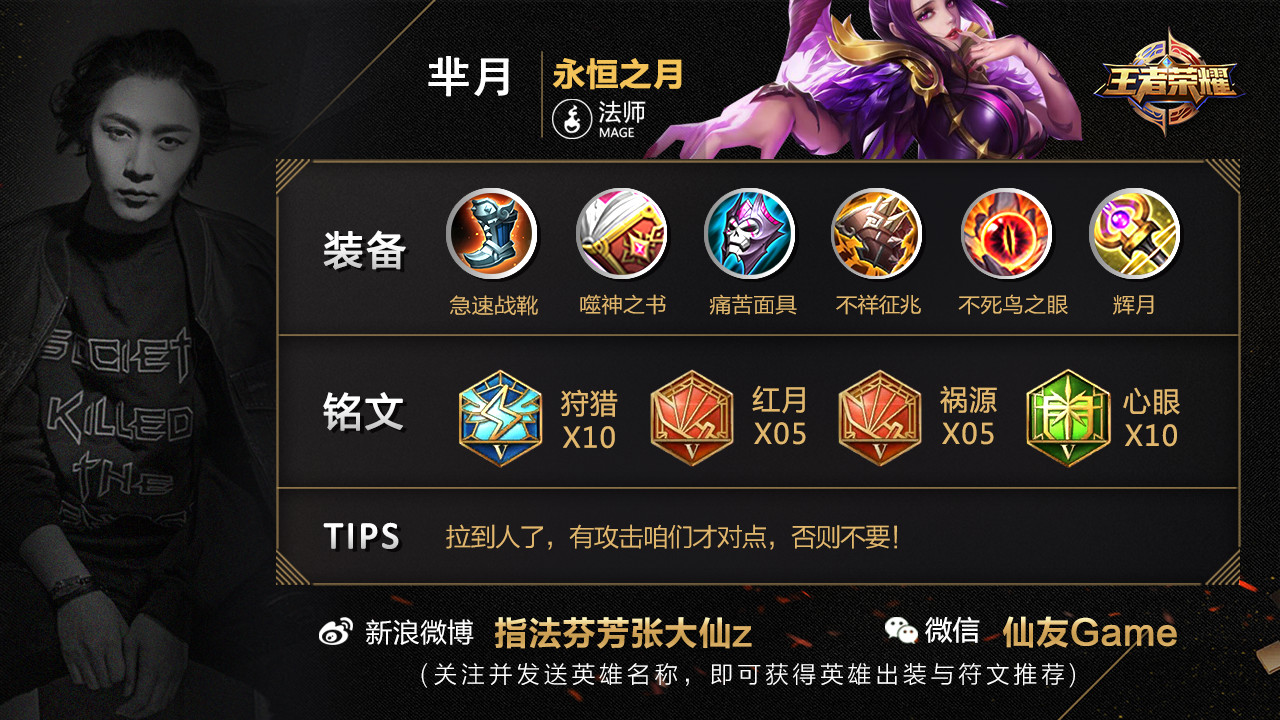 芈月
永恒之月
法师
MAGE
王者荣耀
装备
急速战靴 噬神之书 痛苦面具 不祥征兆 不死鸟之眼 辉月
铭文
狩猎 X10 红月 X05 祸源 X05 心眼 X10
V V V V
TIPS 拉到人了，有攻击咱们才对点，否则不要！
SOCIET
KILLED
THE
新浪微博 指法芬芳张大仙z 微信 仙友Game
（关注并发送英雄名称，即可获得英雄出装与符文推荐）